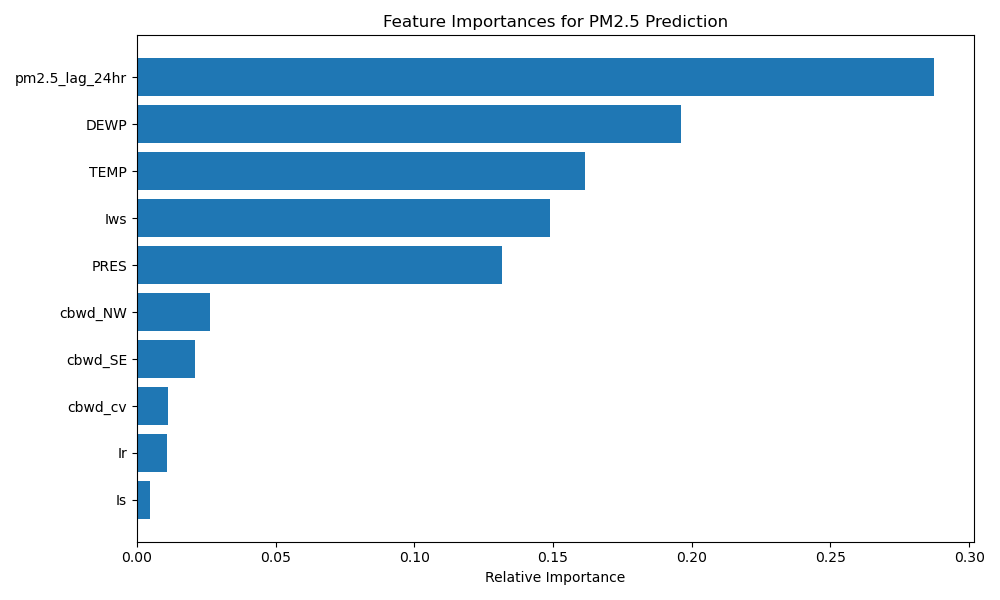 Feature Importances for PM2.5 Prediction
pm2.5_lag_24hr
DEWP
TEMP
Iws
PRES
cbwd_NW
cbwd_SE
cbwd_cv
Ir
Is
0.00 0.05 0.10 0.15 0.20 0.25 0.30
Relative Importance